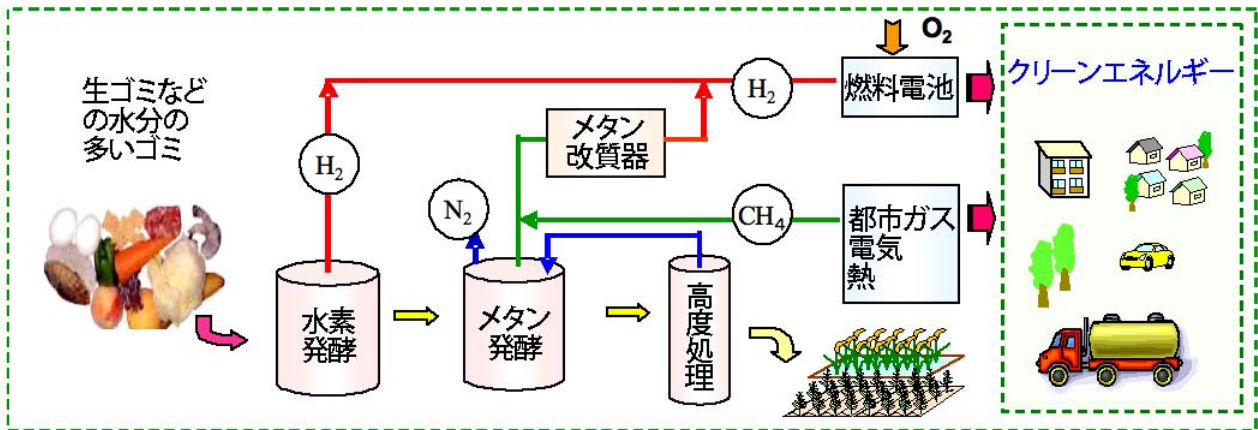 生ゴミなど
の水分の
多いゴミ
H₂
水素
発酵
N₂
メタン
発酵
メタン
改質器
H₂
O₂
燃料電池
CH₄
都市ガス
電気
熱
高度処理
クリーンエネルギー